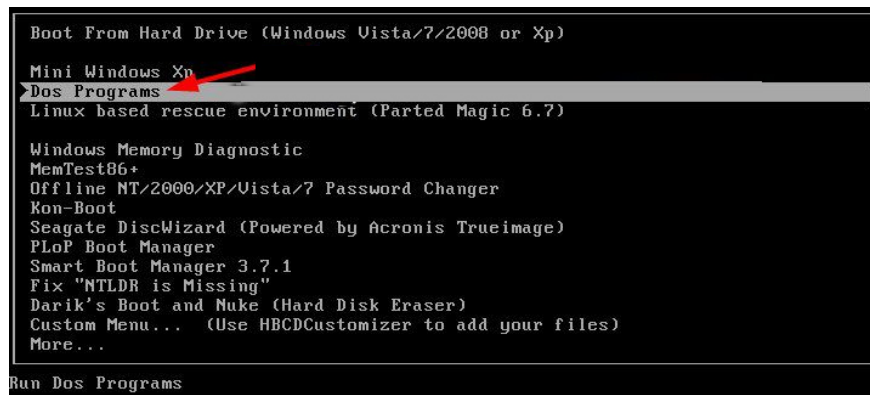 Boot From Hard Drive (Windows Vista/7/2008 or Xp)
Mini Windows Xp
Dos Programs
Linux based rescue environment (Parted Magic 6.7)
Windows Memory Diagnostic
MemTest86+
Offline NT/2000/XP/Vista/7 Password Changer
Kon-Boot
Seagate DiscWizard (Powered by Acronis Trueimage)
PLoP Boot Manager
Smart Boot Manager 3.7.1
Fix "NTLDR is Missing"
Darik's Boot and Nuke (Hard Disk Eraser)
Custom Menu... (Use HBCDCustomizer to add your files)
More...
Run Dos Programs